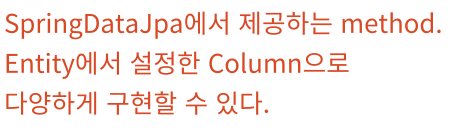 SpringDataJpa에서 제공하는 method.
Entity에서 설정한 Column으로
다양하게 구현할 수 있다.